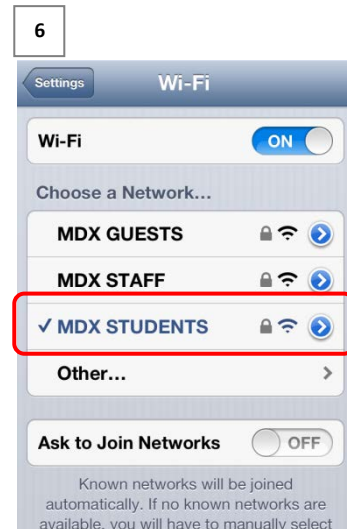 6
Settings Wi-Fi
Wi-Fi ON
Choose a Network...
MDX GUESTS
MDX STAFF
✓ MDX STUDENTS
Other...
Ask to Join Networks OFF
Known networks will be joined
automatically. If no known networks are
available, you will have to manually select